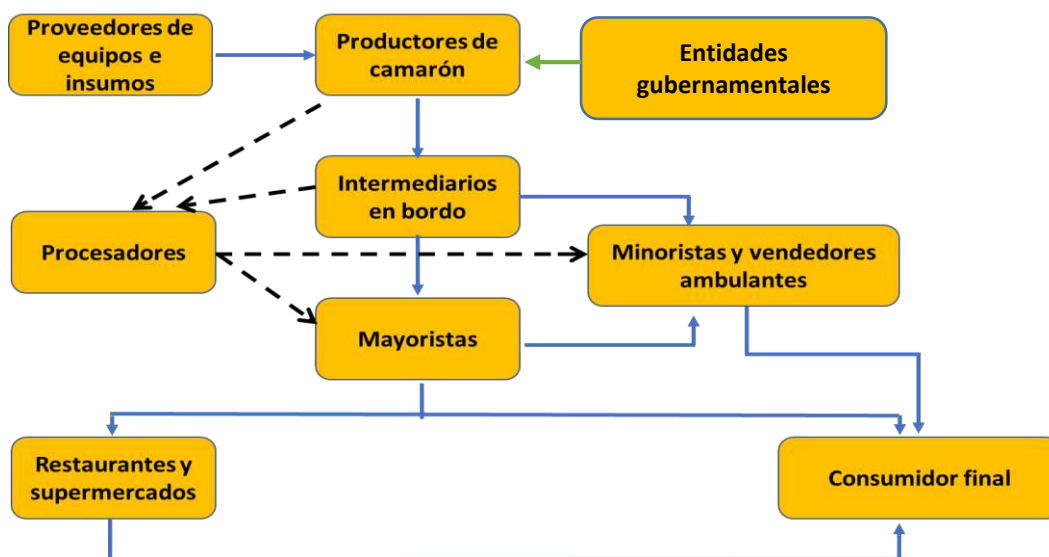 Proveedores de
equipos e
insumos
Productores de
camarón
Entidades
gubernamentales
Intermediarios
en bordo
Procesadores
Minoristas y vendedores
ambulantes
Mayoristas
Restaurantes y
supermercados
Consumidor final